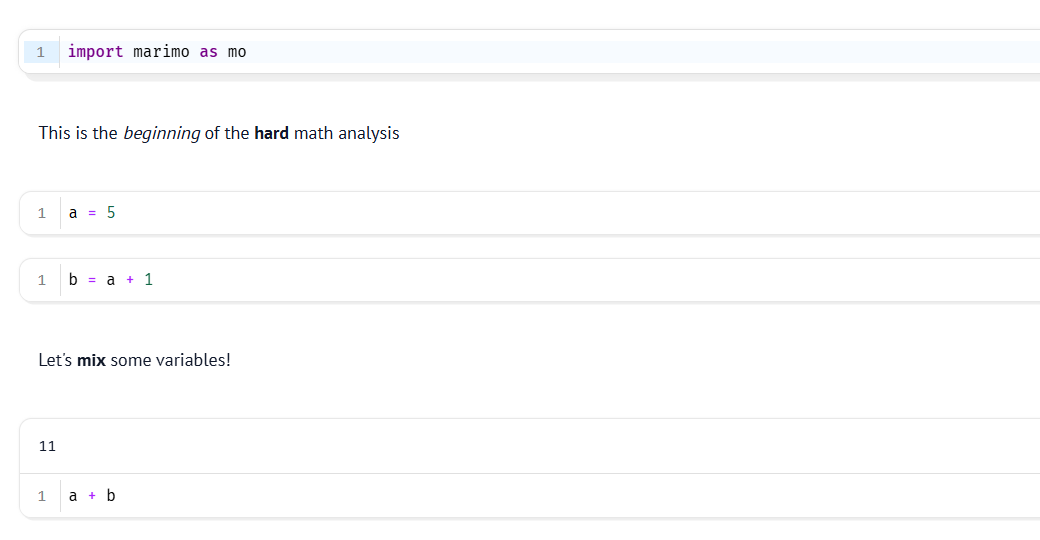 1 import marimo as mo
This is the beginning of the hard math analysis
1 a = 5
1 b = a + 1
Let's mix some variables!
11
1 a + b